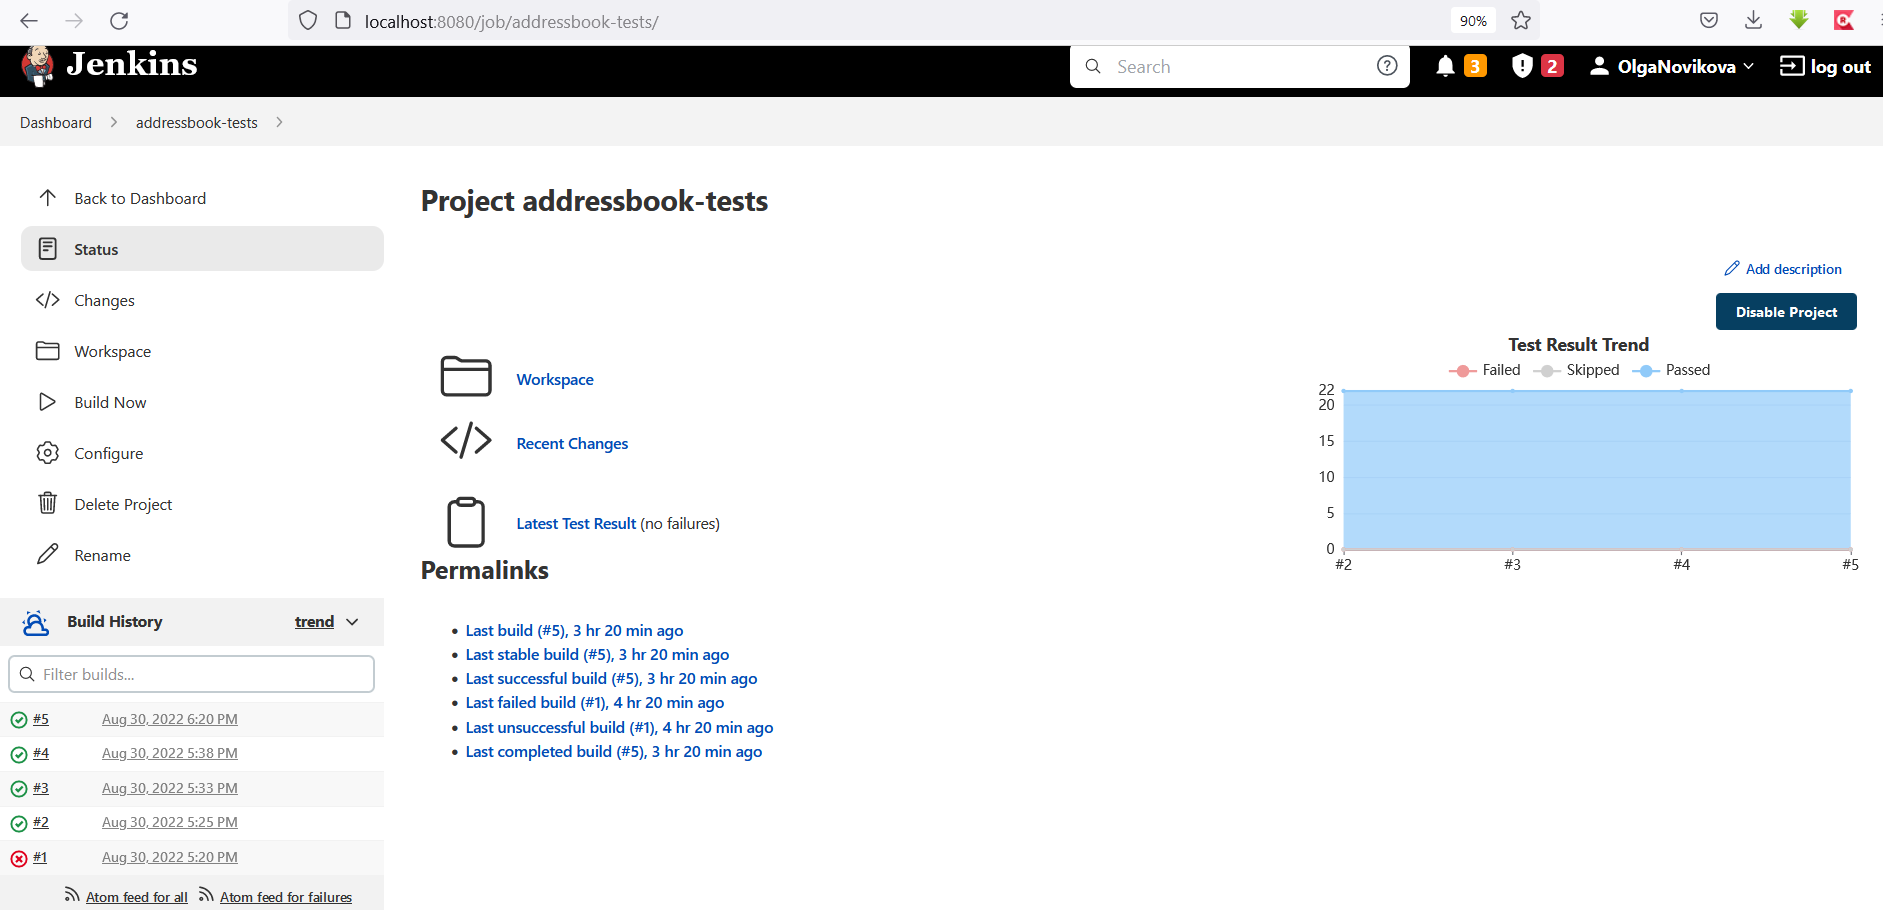 localhost:8080/job/addressbook-tests/
90%
Jenkins
Search
3
2
OlgaNovikova
log out
Dashboard
addressbook-tests
Back to Dashboard
Status
Changes
Workspace
Build Now
Configure
Delete Project
Rename
Build History
trend
Filter builds...
#5 Aug 30, 2022 6:20 PM
#4 Aug 30, 2022 5:38 PM
#3 Aug 30, 2022 5:33 PM
#2 Aug 30, 2022 5:25 PM
#1 Aug 30, 2022 5:20 PM
Atom feed for all
Atom feed for failures
Project addressbook-tests
Add description
Disable Project
Workspace
Recent Changes
Latest Test Result (no failures)
Test Result Trend
Failed Skipped Passed
22
20
15
10
5
0
#2 #3 #4 #5
Permalinks
Last build (#5), 3 hr 20 min ago
Last stable build (#5), 3 hr 20 min ago
Last successful build (#5), 3 hr 20 min ago
Last failed build (#1), 4 hr 20 min ago
Last unsuccessful build (#1), 4 hr 20 min ago
Last completed build (#5), 3 hr 20 min ago